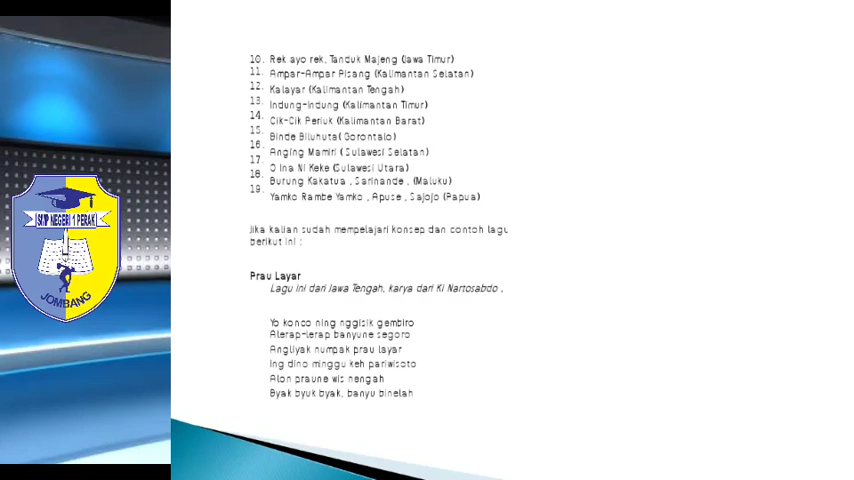 SMP NEGERI 1 PERAK
JOMBANG
10. Rek ayo rek, Tanduk Majeng (Jawa Timur)
11. Ampar-Ampar Pisang (Kalimantan Selatan)
12. Kalayar (Kalimantan Tengah)
13. Indung-Indung (Kalimantan Timur)
14. Cik-Cik Periuk (Kalimantan Barat)
15. Binde Biluhuta( Gorontalo)
16. Anging Mamiri ( Sulawesi Selatan)
17. O Ina Ni Keke (Sulawesi Utara)
18. Burung Kakatua , Sarinande , (Maluku)
19. Yamko Rambe Yamko , Apuse , Sajojo (Papua)
Jika kalian sudah mempelajari konsep dan contoh lagu
berikut ini :
Prau Layar
Lagu ini dari Jawa Tengah, karya dari Ki Nartosabdo .
Yo konco ning nggisik gembiro
Alerap-lerap banyune segoro
Angliyak numpak prau layar
Ing dino minggu keh pariwisoto
Alon praune wis nengah
Byak byuk byak, banyu binelah